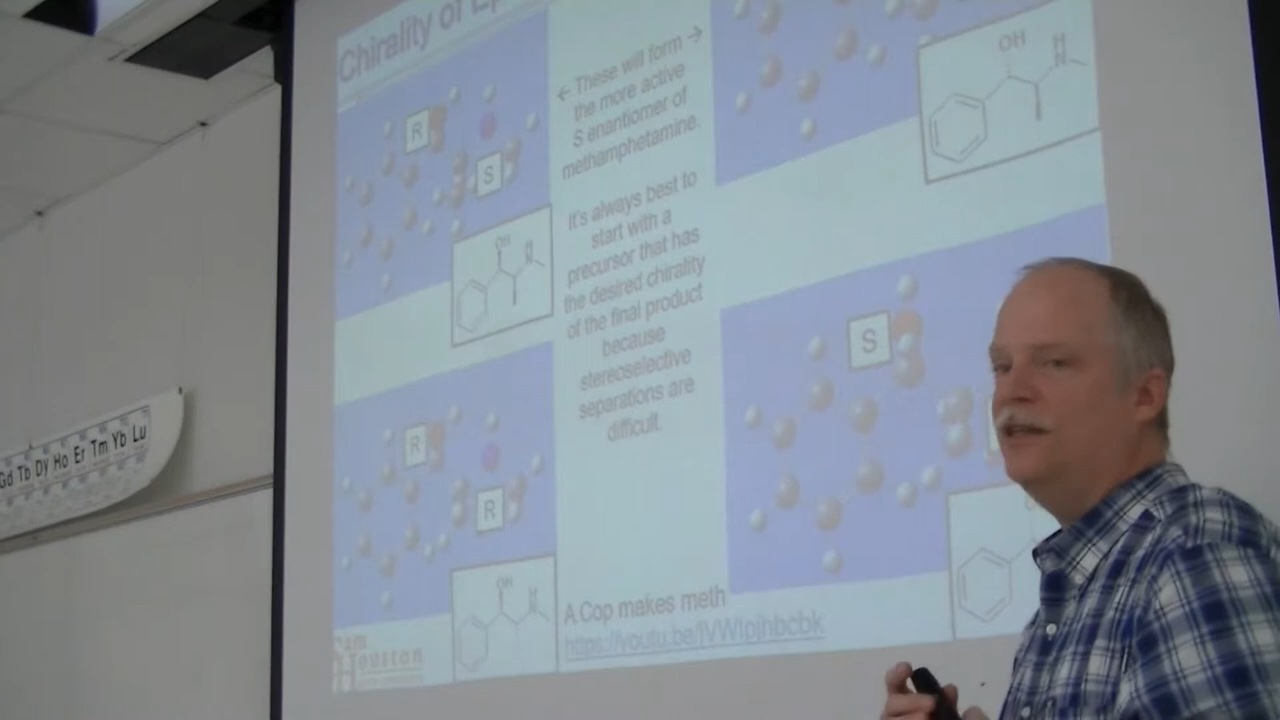 Chirality of Ep
R
S
OH
N
H
← These will form →
the more active
S enantiomer of
methamphetamine.
It's always best to
start with a
precursor that has
the desired chirality
of the final product
because
stereoselective
separations are
difficult.
OH
H
N
R
R
OH
N
H
S
A Cop makes meth
Sam
Houston
Gd Tb Dy Ho Er Tm Yb Lu